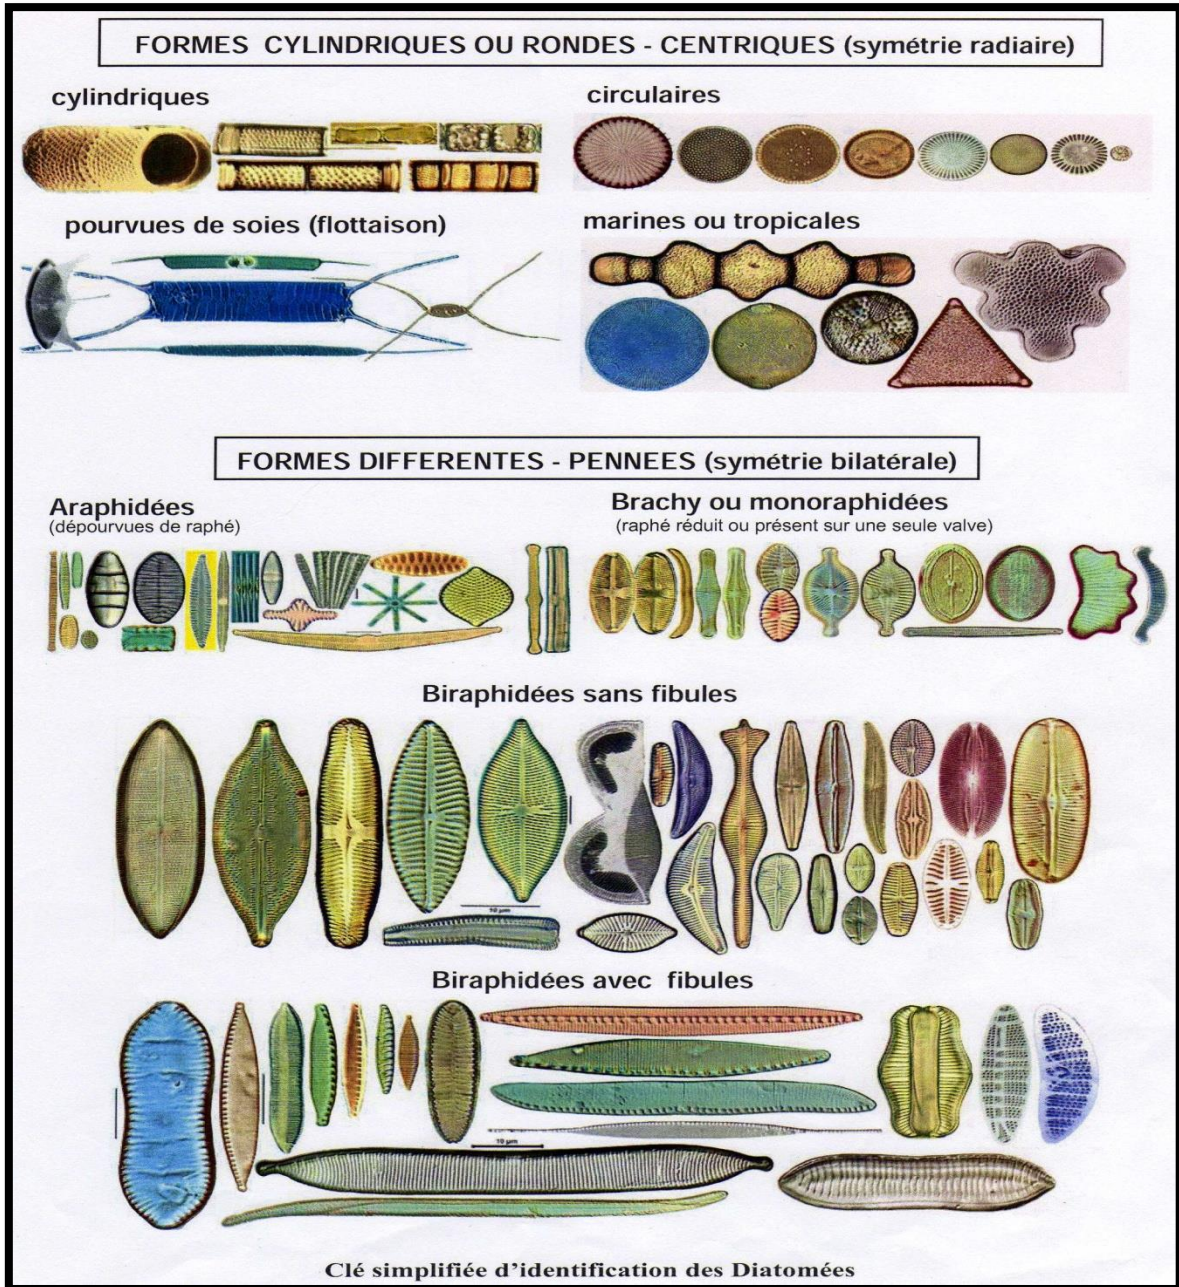 FORMES CYLINDRIQUES OU RONDES - CENTRIQUES (symétrie radiaire)
cylindriques
circulaires
pourvues de soies (flottaison)
marines ou tropicales
FORMES DIFFERENTES - PENNEES (symétrie bilatérale)
Araphidées
(dépourvues de raphé)
Brachy ou monoraphidées
(raphé réduit ou présent sur une seule valve)
Biraphidées sans fibules
10 µm
Biraphidées avec fibules
10 µm
Clé simplifiée d'identification des Diatomées